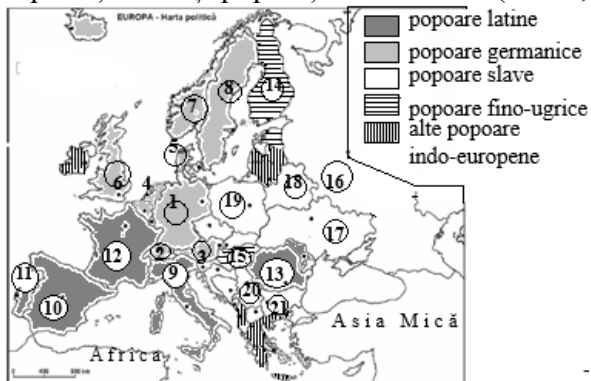 EUROPA - Harta politică
popoare latine
popoare germanice
popoare slave
popoare fino-ugrice
alte popoare
indo-europene
14
8
7
5
18
16
4
6
19
1
17
12
2
3
15
11
9
13
10
20
21
Asia Mică
Africa